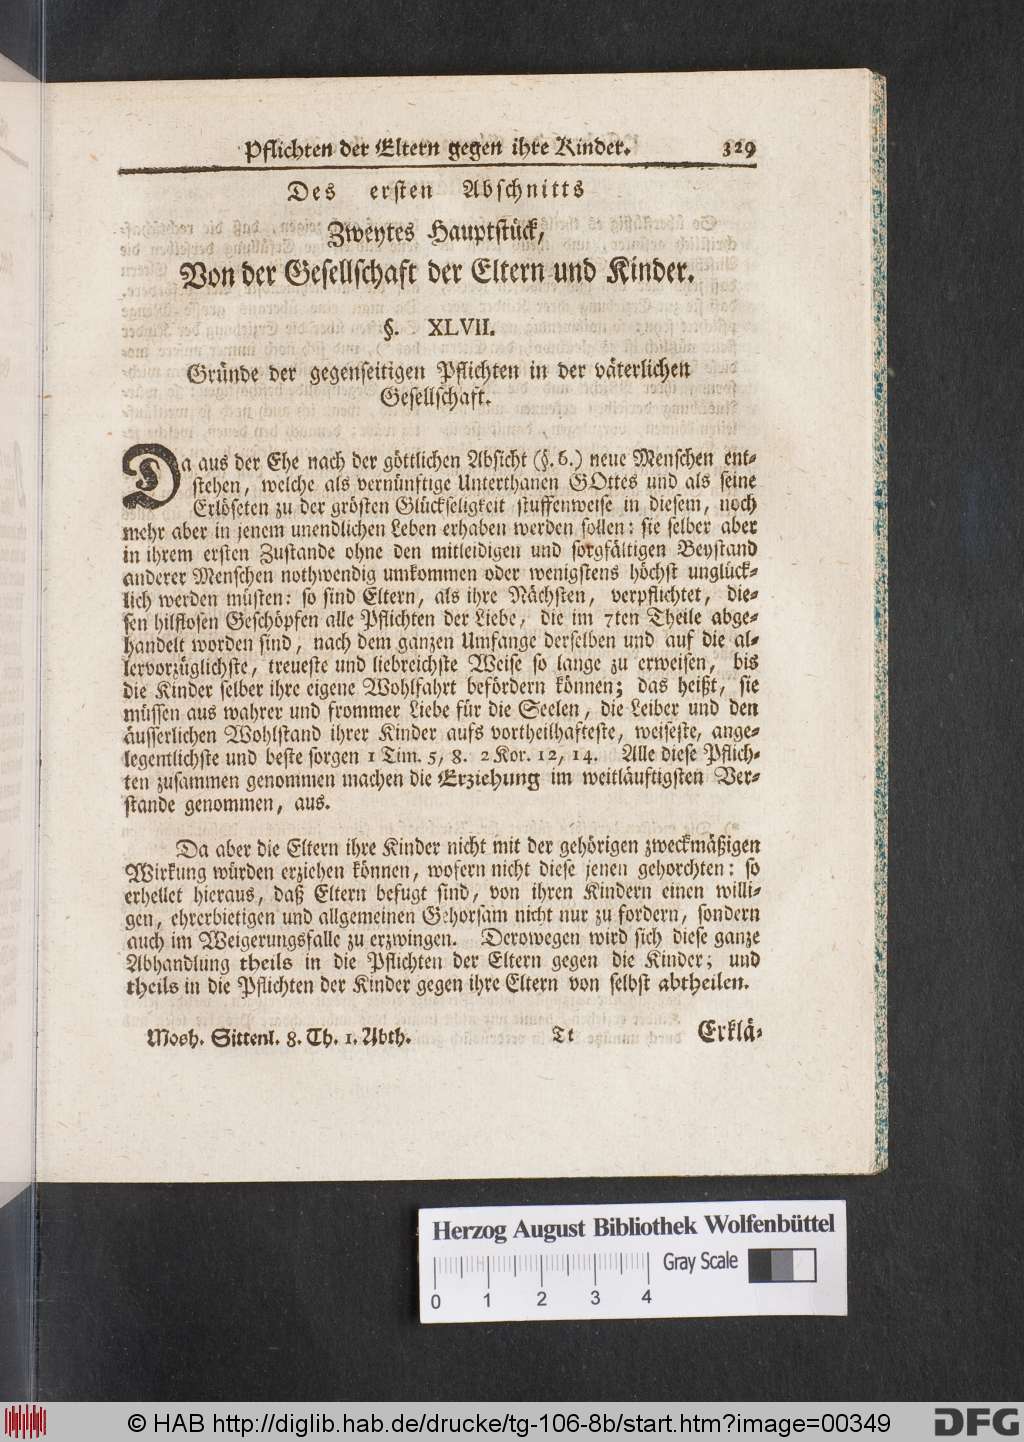 Pflichten der Eltern gegen ihre Kinder. 329
Des ersten Abschnitts
Zweytes Hauptstück,
Von der Gesellschaft der Eltern und Kinder.
§. XLVII.
Gründe der gegenseitigen Pflichten in der väterlichen
Gesellschaft.
Da aus der Ehe nach der göttlichen Absicht (§. 6.) neue Menschen ent-
stehen, welche als vernünftige Unterthanen GOttes und als seine
Erlöseten zu der grösten Glückseligkeit stuffenweise in diesem, noch
mehr aber in jenem unendlichen Leben erhaben werden sollen: sie selber aber
in ihrem ersten Zustande ohne den mitleidigen und sorgfältigen Beystand
anderer Menschen nothwendig umkommen oder wenigstens höchst unglück-
lich werden müsten: so sind Eltern, als ihre Nächsten, verpflichtet, die-
sen hilflosen Geschöpfen alle Pflichten der Liebe, die im 7ten Theile abge-
handelt worden sind, nach dem ganzen Umfange derselben und auf die al-
lervorzüglichste, treueste und liebreichste Weise so lange zu erweisen, bis
die Kinder selber ihre eigene Wohlfahrt befördern können; das heißt, sie
müssen aus wahrer und frommer Liebe für die Seelen, die Leiber und den
äusserlichen Wohlstand ihrer Kinder aufs vortheilhafteste, weiseste, ange-
legentlichste und beste sorgen 1 Tim. 5, 8. 2 Kor. 12, 14. Alle diese Pflich-
ten zusammen genommen machen die Erziehung im weitläuftigsten Ver-
stande genommen, aus.
Da aber die Eltern ihre Kinder nicht mit der gehörigen zweckmäßigen
Wirkung würden erziehen können, wofern nicht diese jenen gehorchten: so
erhellet hieraus, daß Eltern befugt sind, von ihren Kindern einen willi-
gen, ehrerbietigen und allgemeinen Gehorsam nicht nur zu fordern, sondern
auch im Weigerungsfalle zu erzwingen. Derowegen wird sich diese ganze
Abhandlung theils in die Pflichten der Eltern gegen die Kinder; und
theils in die Pflichten der Kinder gegen ihre Eltern von selbst abtheilen.
Mosh. Sittenl. 8. Th. 1. Abth. Tt Erklä-
Herzog August Bibliothek Wolfenbüttel
Gray Scale
0 1 2 3 4
© HAB http://diglib.hab.de/drucke/tg-106-8b/start.htm?image=00349
DFG